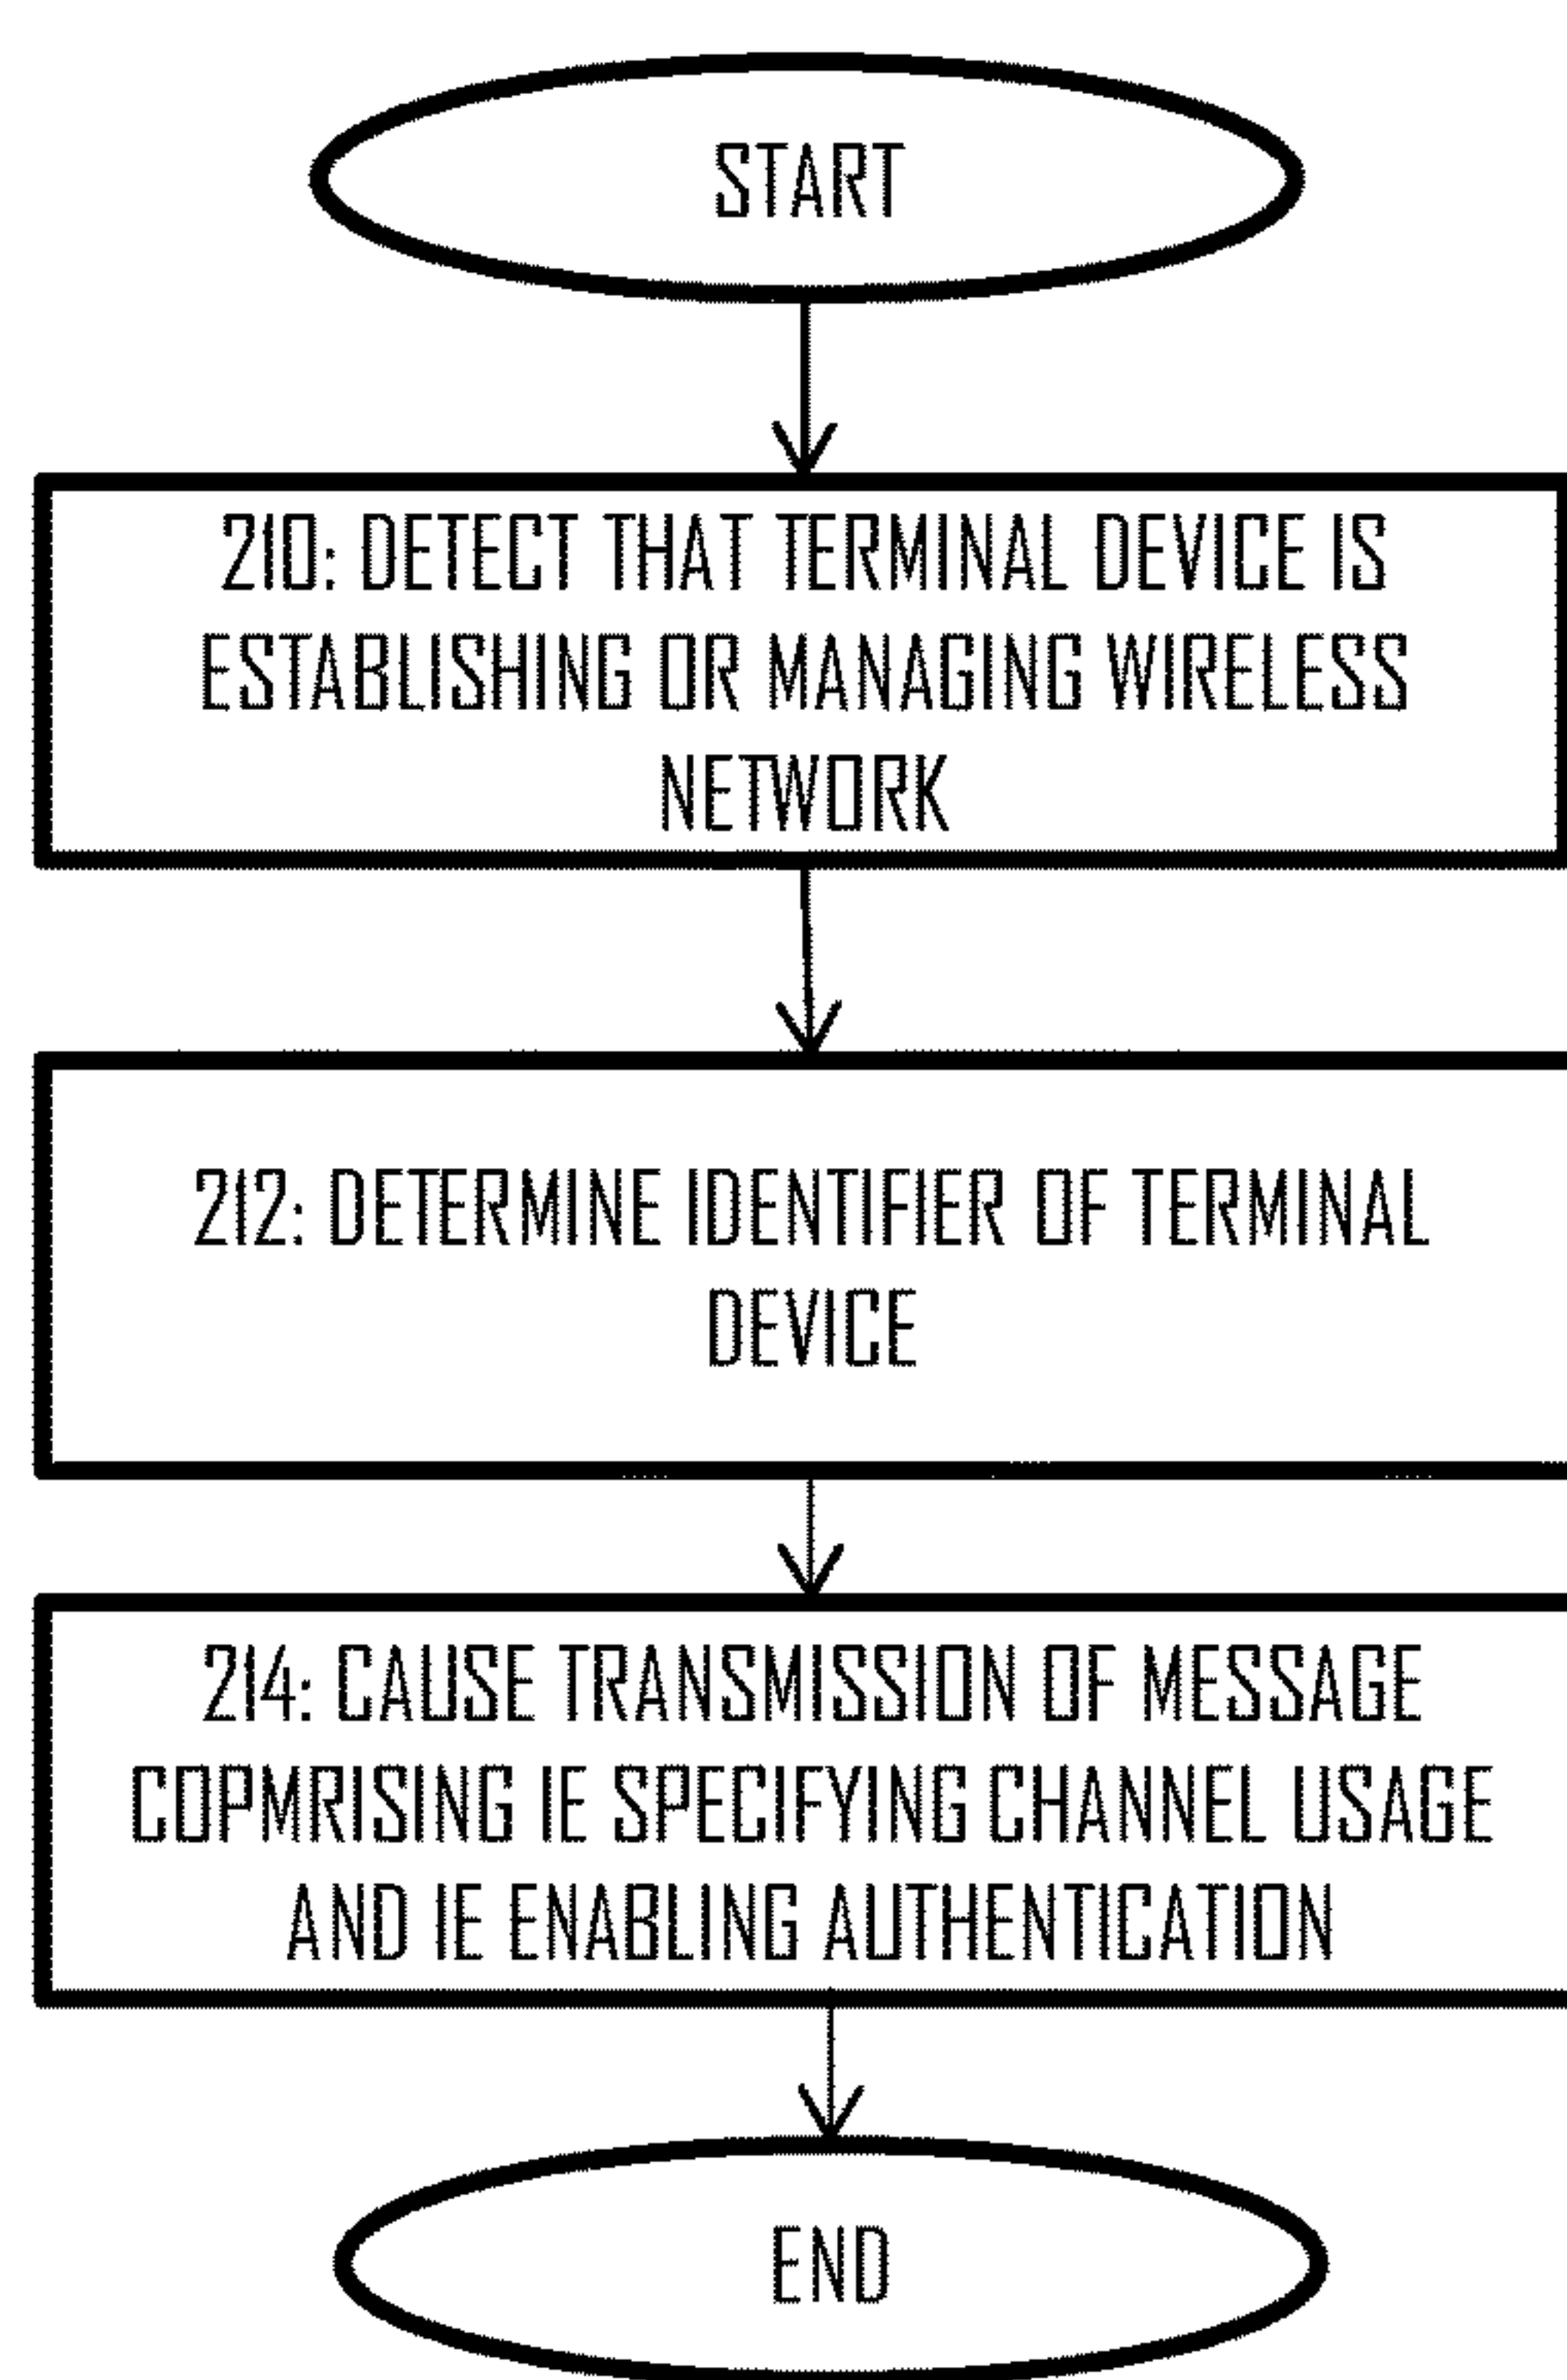 START
210: DETECT THAT TERMINAL DEVICE IS
ESTABLISHING OR MANAGING WIRELESS
NETWORK
212: DETERMINE IDENTIFIER OF TERMINAL
DEVICE
214: CAUSE TRANSMISSION OF MESSAGE
COPMRISING IE SPECIFYING CHANNEL USAGE
AND IE ENABLING AUTHENTICATION
END